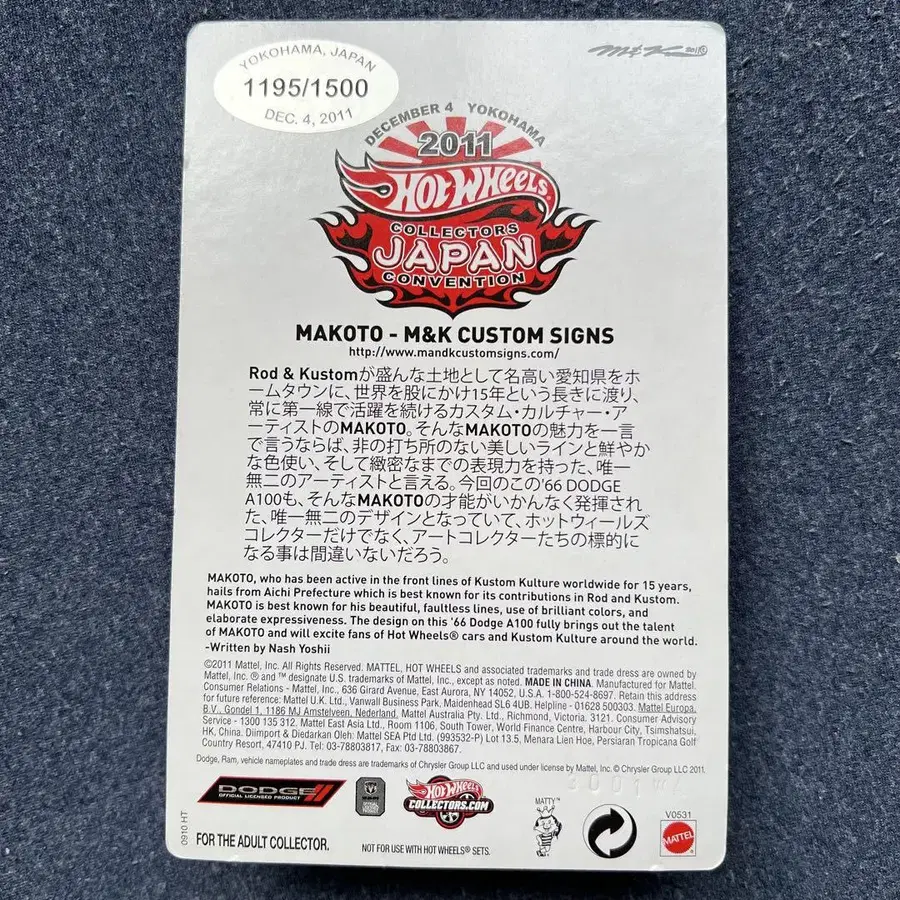 YOKOHAMA, JAPAN
1195/1500
DEC. 4, 2011
M&K 2011©
DECEMBER 4 YOKOHAMA
2011
HOT WHEELS®
COLLECTORS
JAPAN
CONVENTION
MAKOTO - M&K CUSTOM SIGNS
http://www.mandkcustomsigns.com/
Rod & Kustomが盛んな土地として名高い愛知県をホ
ームタウンに、世界を股にかけ15年という長きに渡り、
常に第一線で活躍を続けるカスタム・カルチャー・ア
ーティストのMAKOTO。そんなMAKOTOの魅力を一言
で言うならば、非の打ち所のない美しいラインと鮮やか
な色使い、そして緻密なまでの表現力を持った、唯一
無二のアーティストと言える。今回のこの'66 DODGE
A100も、そんなMAKOTOの才能がいかんなく発揮され
た、唯一無二のデザインとなっていて、ホットウィールズ
コレクターだけでなく、アートコレクターたちの標的に
なる事は間違いないだろう。
MAKOTO, who has been active in the front lines of Kustom Kulture worldwide for 15 years,
hails from Aichi Prefecture which is best known for its contributions in Rod and Kustom.
MAKOTO is best known for his beautiful, faultless lines, use of brilliant colors, and
elaborate expressiveness. The design on this '66 Dodge A100 fully brings out the talent
of MAKOTO and will excite fans of Hot Wheels® cars and Kustom Kulture around the world.
-Written by Nash Yoshii
©2011 Mattel, Inc. All Rights Reserved. MATTEL, HOT WHEELS and associated trademarks and trade dress are owned by
Mattel, Inc. ® and ™ designate U.S. trademarks of Mattel, Inc., except as noted. MADE IN CHINA. Manufactured for Mattel.
Consumer Relations - Mattel, Inc., 636 Girard Avenue, East Aurora, NY 14052, U.S.A. 1-800-524-8697. Retain this address
for future reference: Mattel U.K. Ltd., Vanwall Business Park, Maidenhead SL6 4UB. Helpline - 01628 500303. Mattel Europa.
B.V., Gondel 1, 1186 MJ Amstelveen, Nederland. Mattel Australia Pty. Ltd., Richmond, Victoria. 3121. Consumer Advisory
Service - 1300 135 312. Mattel East Asia Ltd., Room 1106, South Tower, World Finance Centre, Harbour City, Tsimshatsui,
HK, China. Diimport & Diedarkan Oleh: Mattel SEA Ptd Ltd. (993532-P) Lot 13.5, Menara Lien Hoe, Persiaran Tropicana Golf
Country Resort, 47410 PJ. Tel: 03-78803817, Fax: 03-78803867.
Dodge, Ram, vehicle nameplates and trade dress are trademarks of Chrysler Group LLC and used under license by Mattel, Inc. © Chrysler Group LLC 2011.
DODGE
OFFICIAL LICENSED PRODUCT
RAM
HOT WHEELS
COLLECTORS.COM
MATTY™
V0531
MATTEL
0910 HT
FOR THE ADULT COLLECTOR.
NOT FOR USE WITH HOT WHEELS SETS.